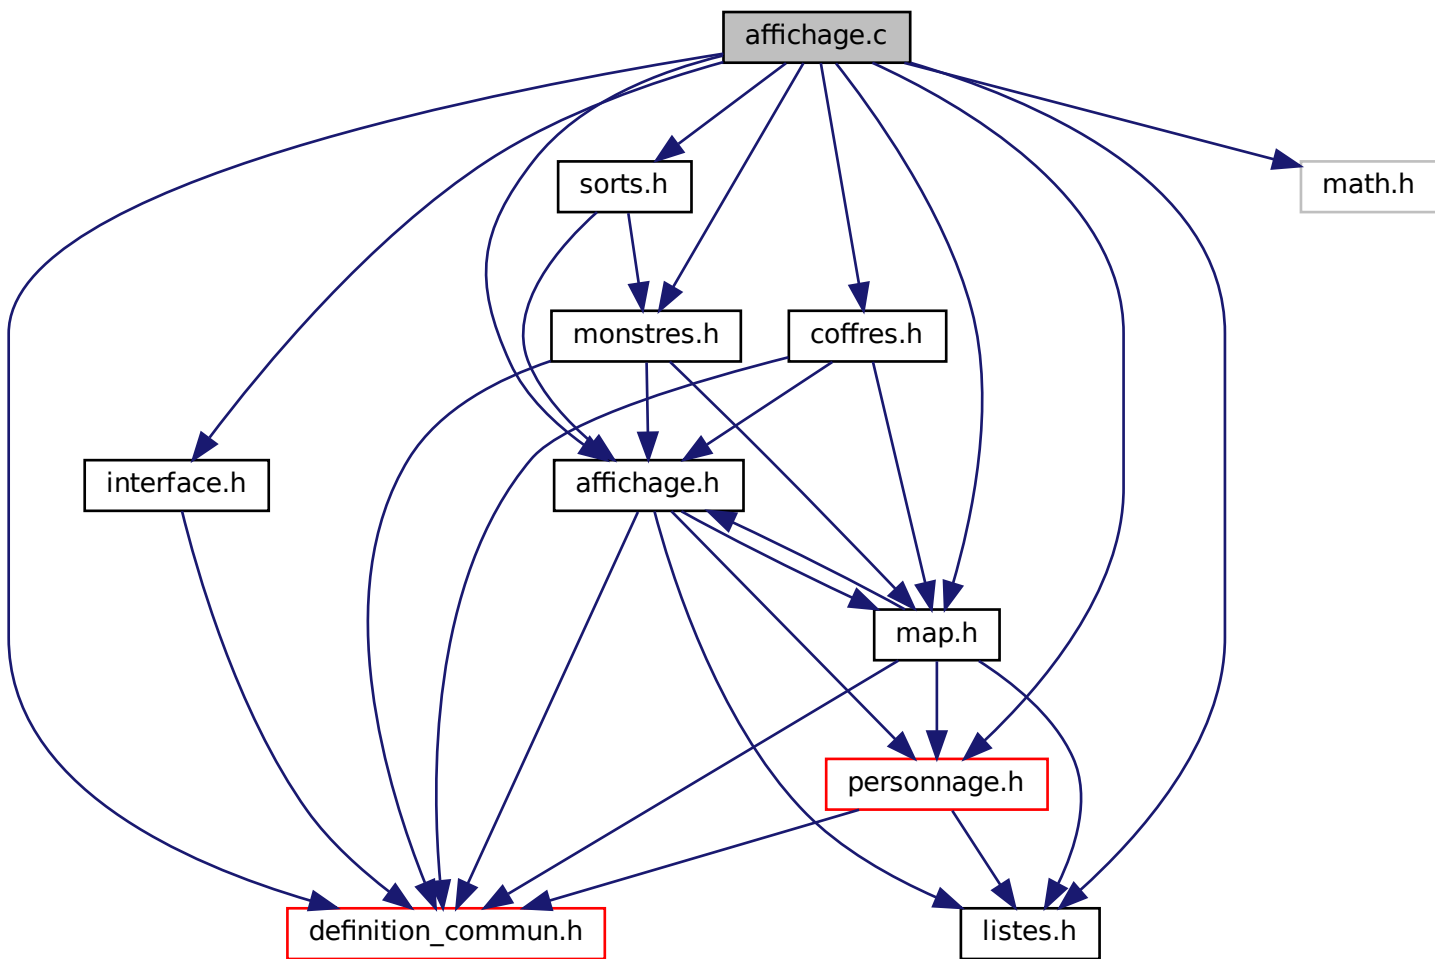 affichage.c
sorts.h
math.h
monstres.h
coffres.h
interface.h
affichage.h
map.h
personnage.h
definition_commun.h
listes.h